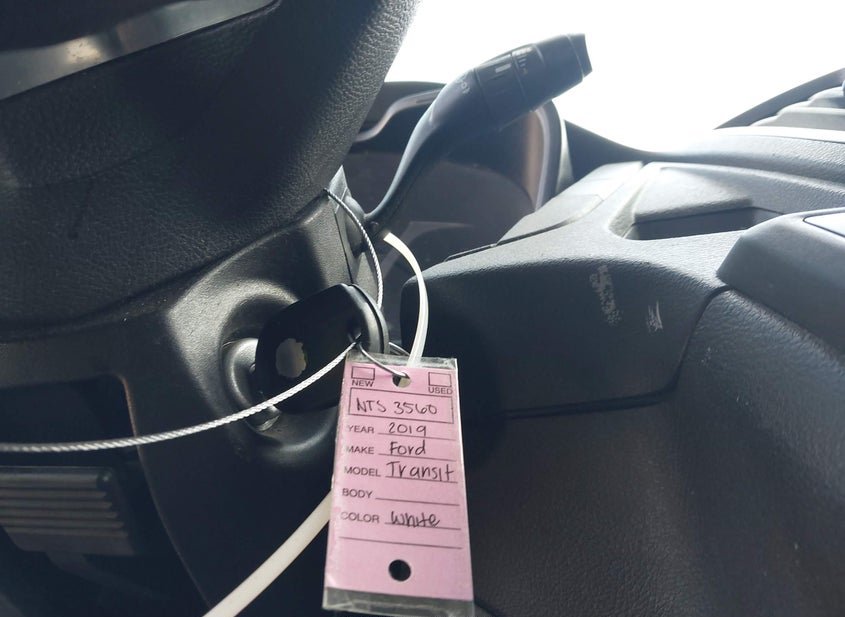 NEW USED
NTS 3560
YEAR 2019
MAKE Ford
MODEL Transit
BODY
COLOR White